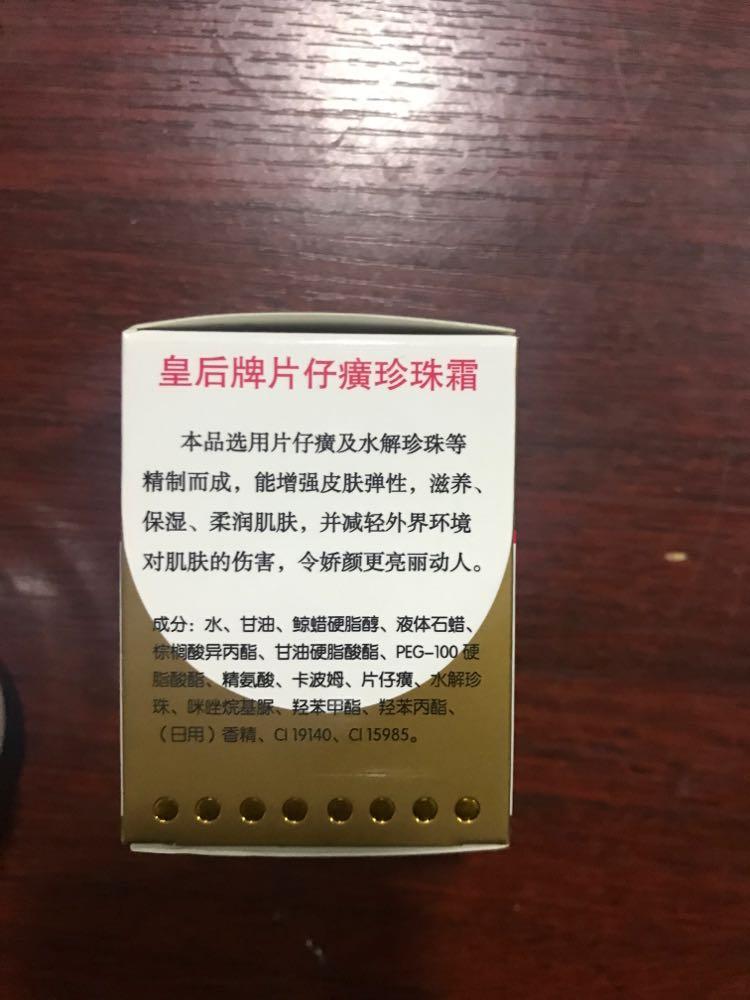 皇后牌片仔癀珍珠霜
本品选用片仔癀及水解珍珠等
精制而成，能增强皮肤弹性，滋养、
保湿、柔润肌肤，并减轻外界环境
对肌肤的伤害，令娇颜更亮丽动人。
成分：水、甘油、鲸蜡硬脂醇、液体石蜡、
棕榈酸异丙酯、甘油硬脂酸酯、PEG-100 硬
脂酸酯、精氨酸、卡波姆、片仔癀、水解珍
珠、咪唑烷基脲、羟苯甲酯、羟苯丙酯、
（日用）香精、CI 19140、CI 15985。